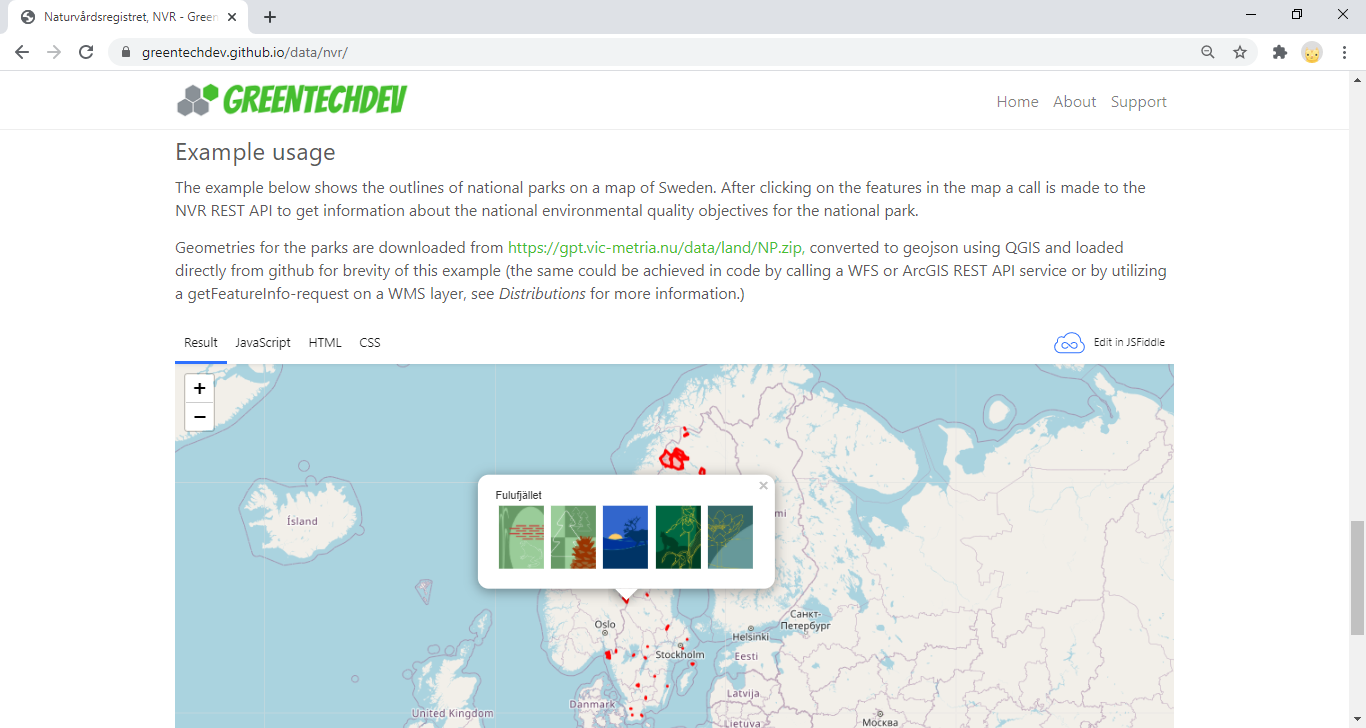 Naturvårdsregistret, NVR - Green
greentechdev.github.io/data/nvr/
GREENTECHDEV
Home About Support
Example usage
The example below shows the outlines of national parks on a map of Sweden. After clicking on the features in the map a call is made to the
NVR REST API to get information about the national environmental quality objectives for the national park.
Geometries for the parks are downloaded from https://gpt.vic-metria.nu/data/land/NP.zip, converted to geojson using QGIS and loaded
directly from github for brevity of this example (the same could be achieved in code by calling a WFS or ArcGIS REST API service or by utilizing
a getFeatureInfo-request on a WMS layer, see Distributions for more information.)
Result JavaScript HTML CSS Edit in JSFiddle
+
−
Fulufjället
×
Ísland
mi
Oslo
Санкт-
Петербург
Helsinki
Stockholm
Eesti
Latvija
Danmark
United Kingdom
Lietuva
Москва